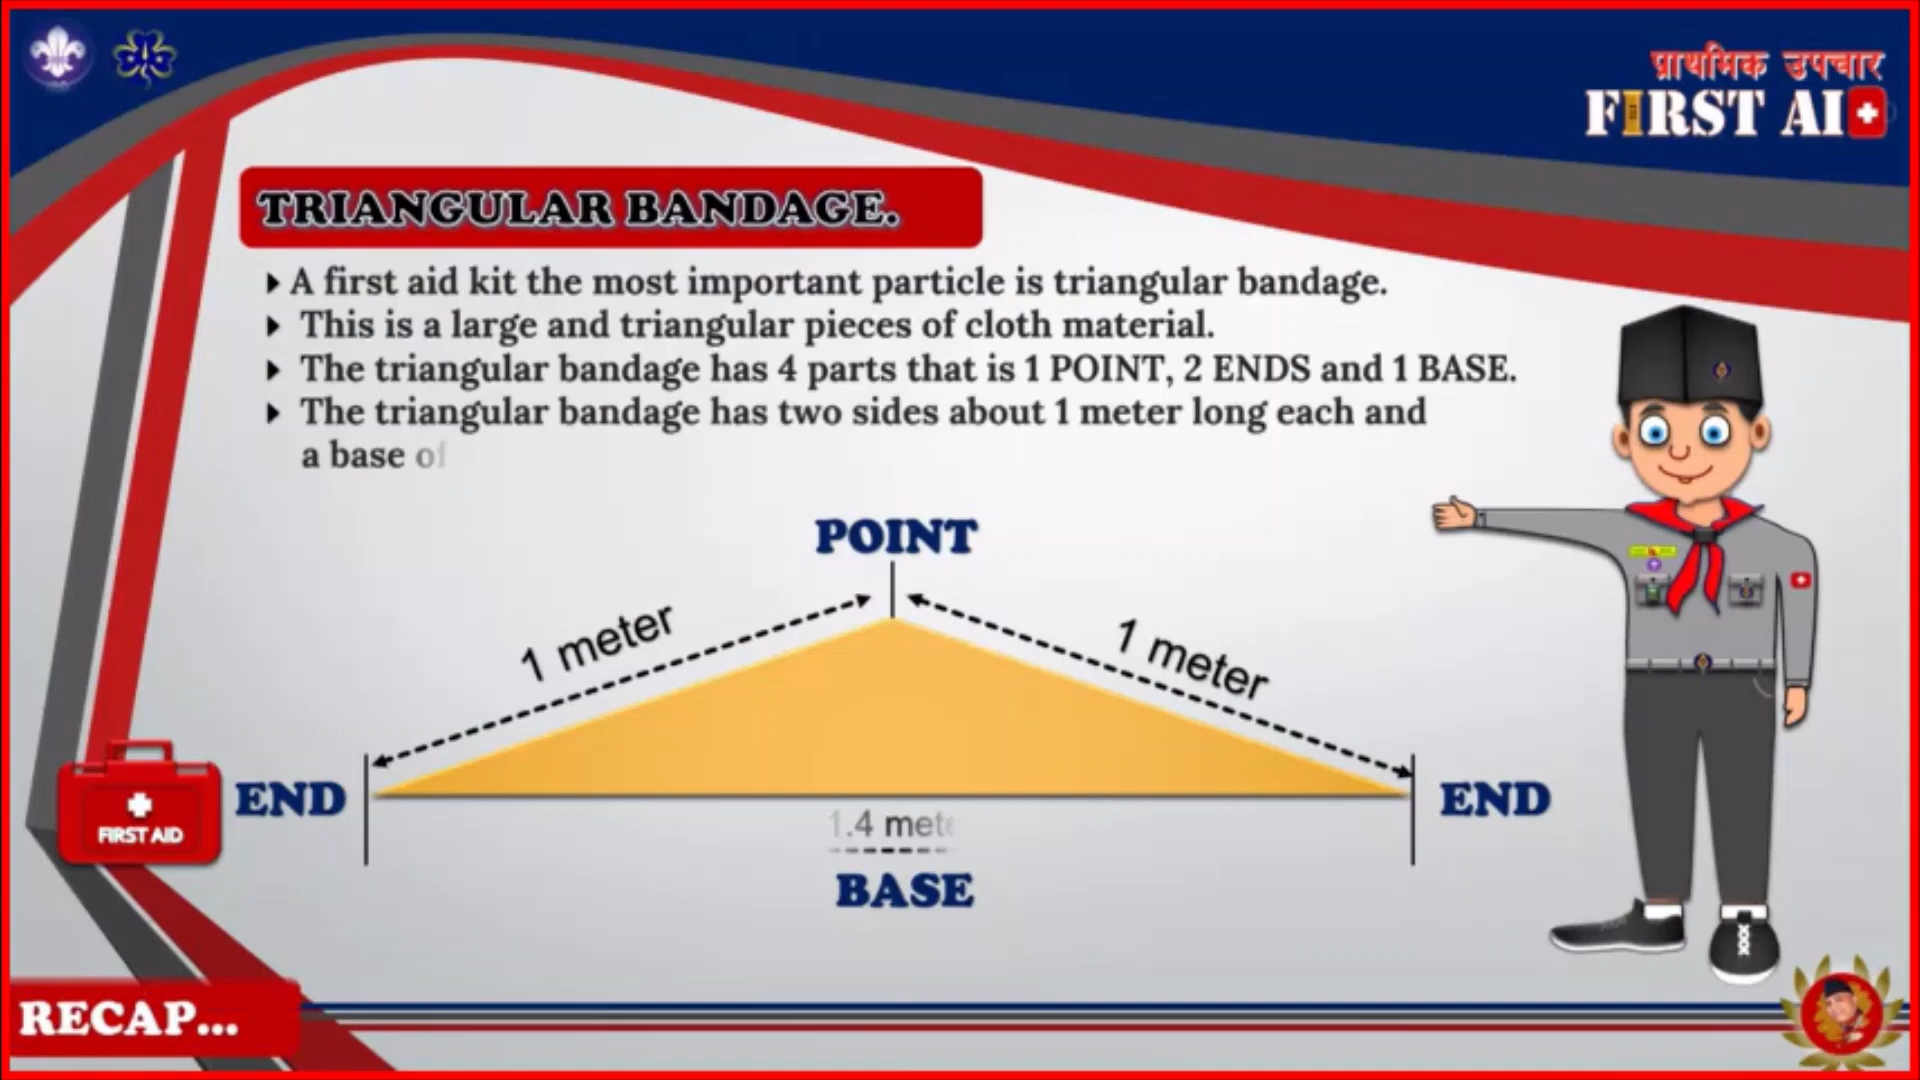 प्राथमिक उपचार
FIRST AID
TRIANGULAR BANDAGE.
A first aid kit the most important particle is triangular bandage.
This is a large and triangular pieces of cloth material.
The triangular bandage has 4 parts that is 1 POINT, 2 ENDS and 1 BASE.
The triangular bandage has two sides about 1 meter long each and
a base of
POINT
1 meter
1 meter
END
END
1.4 mete
BASE
FIRST AID
RECAP...